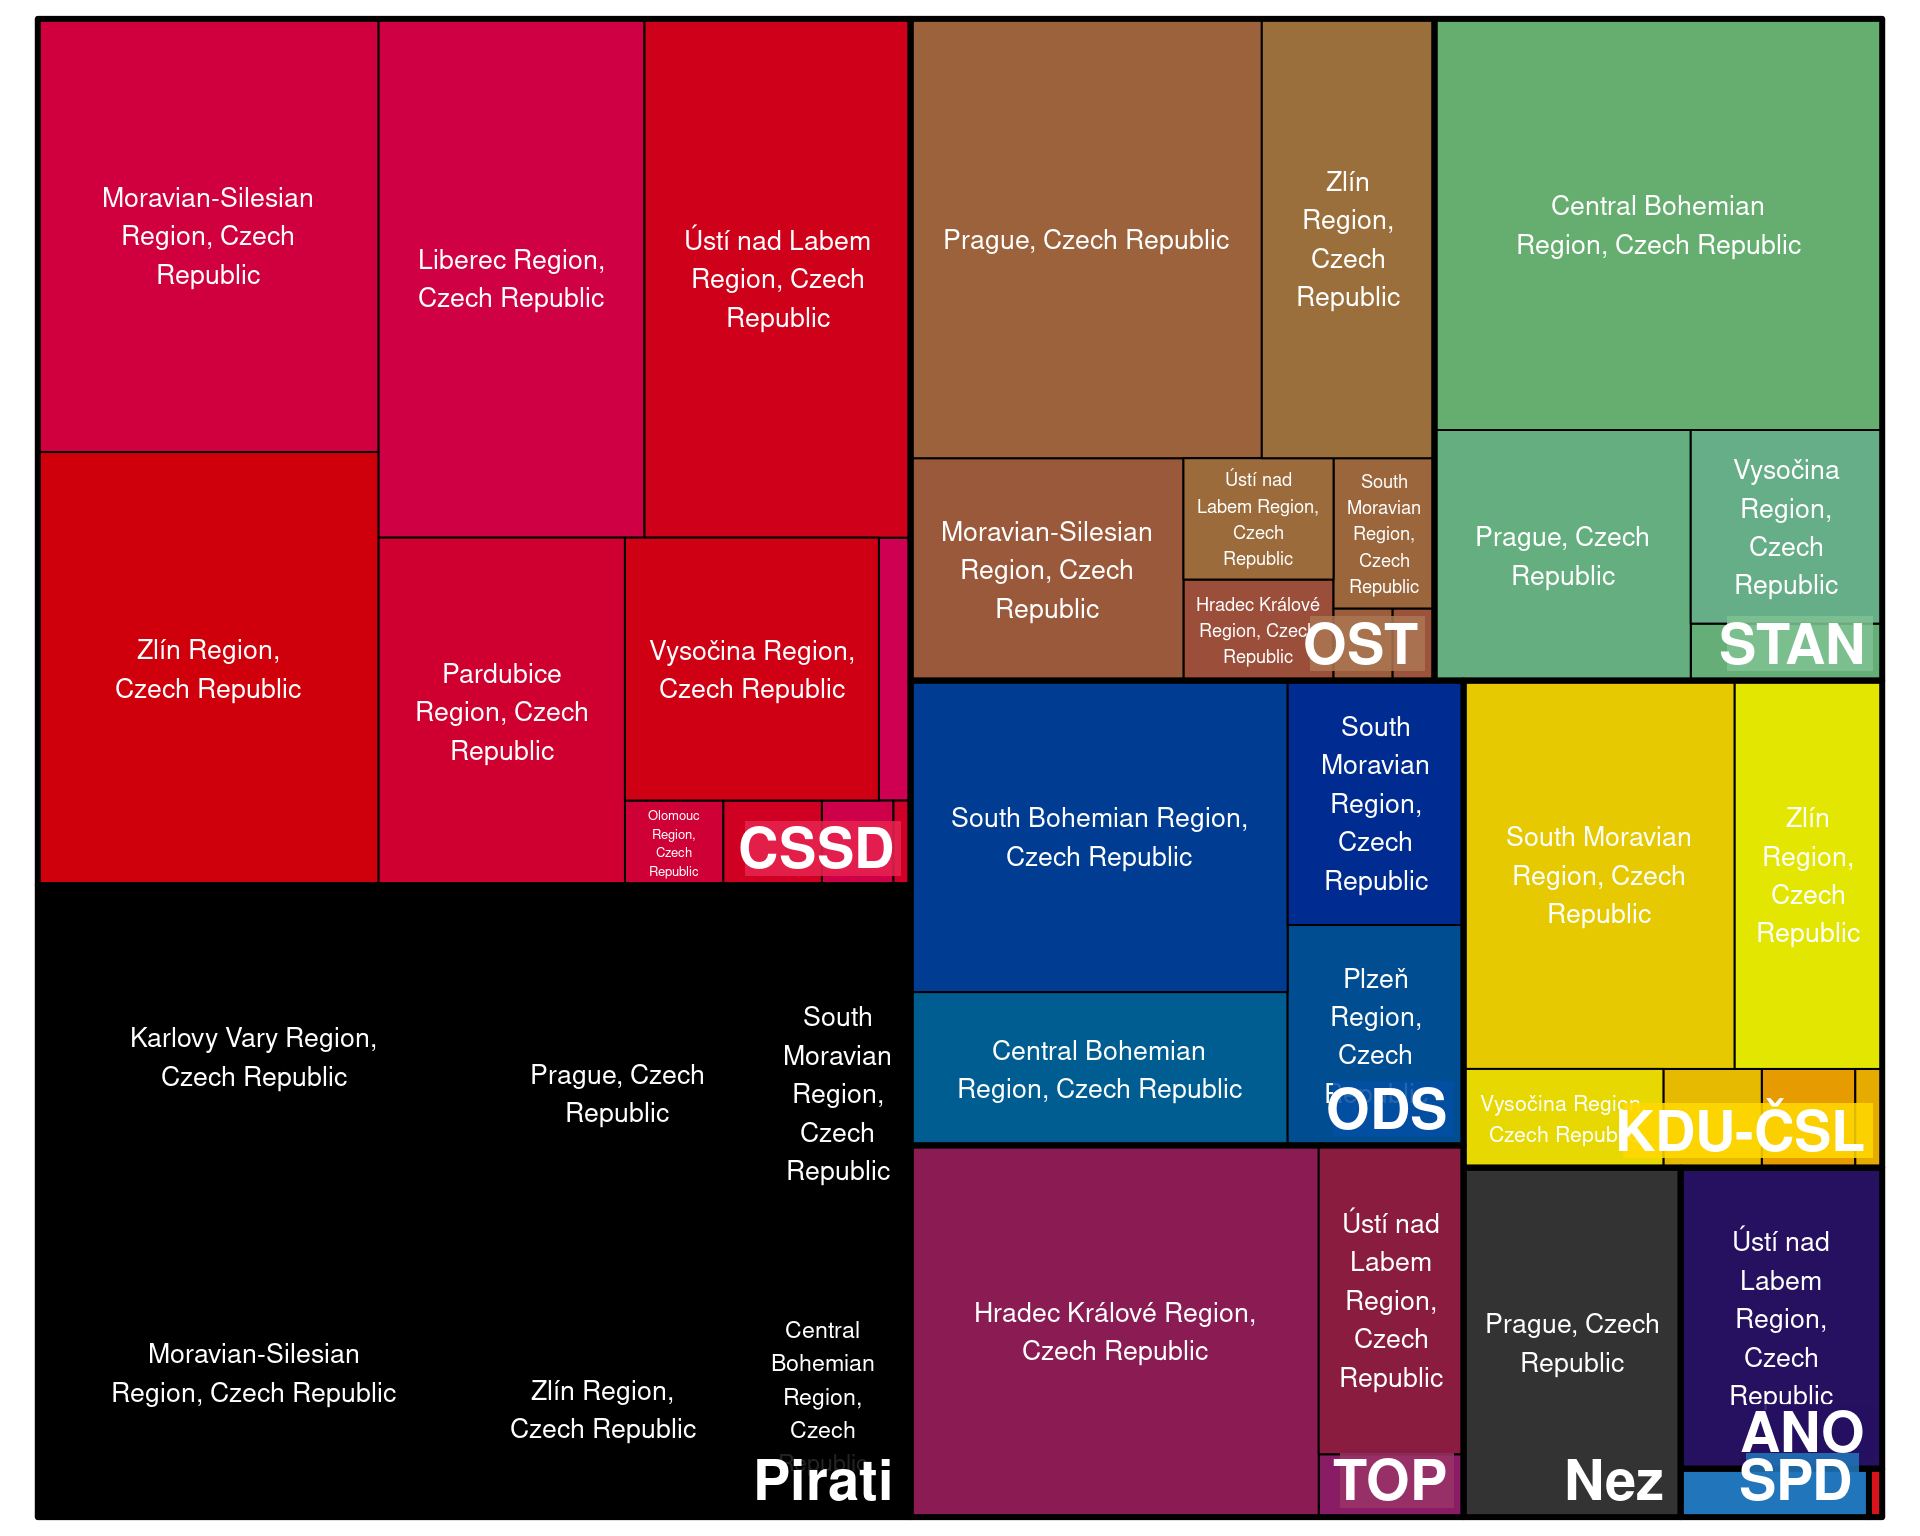 Moravian-Silesian
Region, Czech
Republic
Liberec Region,
Czech Republic
Ústí nad Labem
Region, Czech
Republic
Zlín Region,
Czech Republic
Pardubice
Region, Czech
Republic
Vysočina Region,
Czech Republic
Olomouc
Region,
Czech
Republic
CSSD
Prague, Czech Republic
Zlín
Region,
Czech
Republic
Moravian-Silesian
Region, Czech
Republic
Ústí nad
Labem Region,
Czech
Republic
South
Moravian
Region,
Czech
Republic
Hradec Králové
Region, Czech
Republic
OST
Central Bohemian
Region, Czech Republic
Prague, Czech
Republic
Vysočina
Region,
Czech
Republic
STAN
South Bohemian Region,
Czech Republic
South
Moravian
Region,
Czech
Republic
Central Bohemian
Region, Czech Republic
Plzeň
Region,
Czech
Republic
ODS
South Moravian
Region, Czech
Republic
Zlín
Region,
Czech
Republic
Vysočina Region,
Czech Republic
KDU-ČSL
Karlovy Vary Region,
Czech Republic
Prague, Czech
Republic
South
Moravian
Region,
Czech
Republic
Moravian-Silesian
Region, Czech Republic
Zlín Region,
Czech Republic
Central
Bohemian
Region,
Czech
Republic
Pirati
Hradec Králové Region,
Czech Republic
Ústí nad
Labem
Region,
Czech
Republic
TOP
Prague, Czech
Republic
Nez
Ústí nad
Labem
Region,
Czech
Republic
ANO
SPD